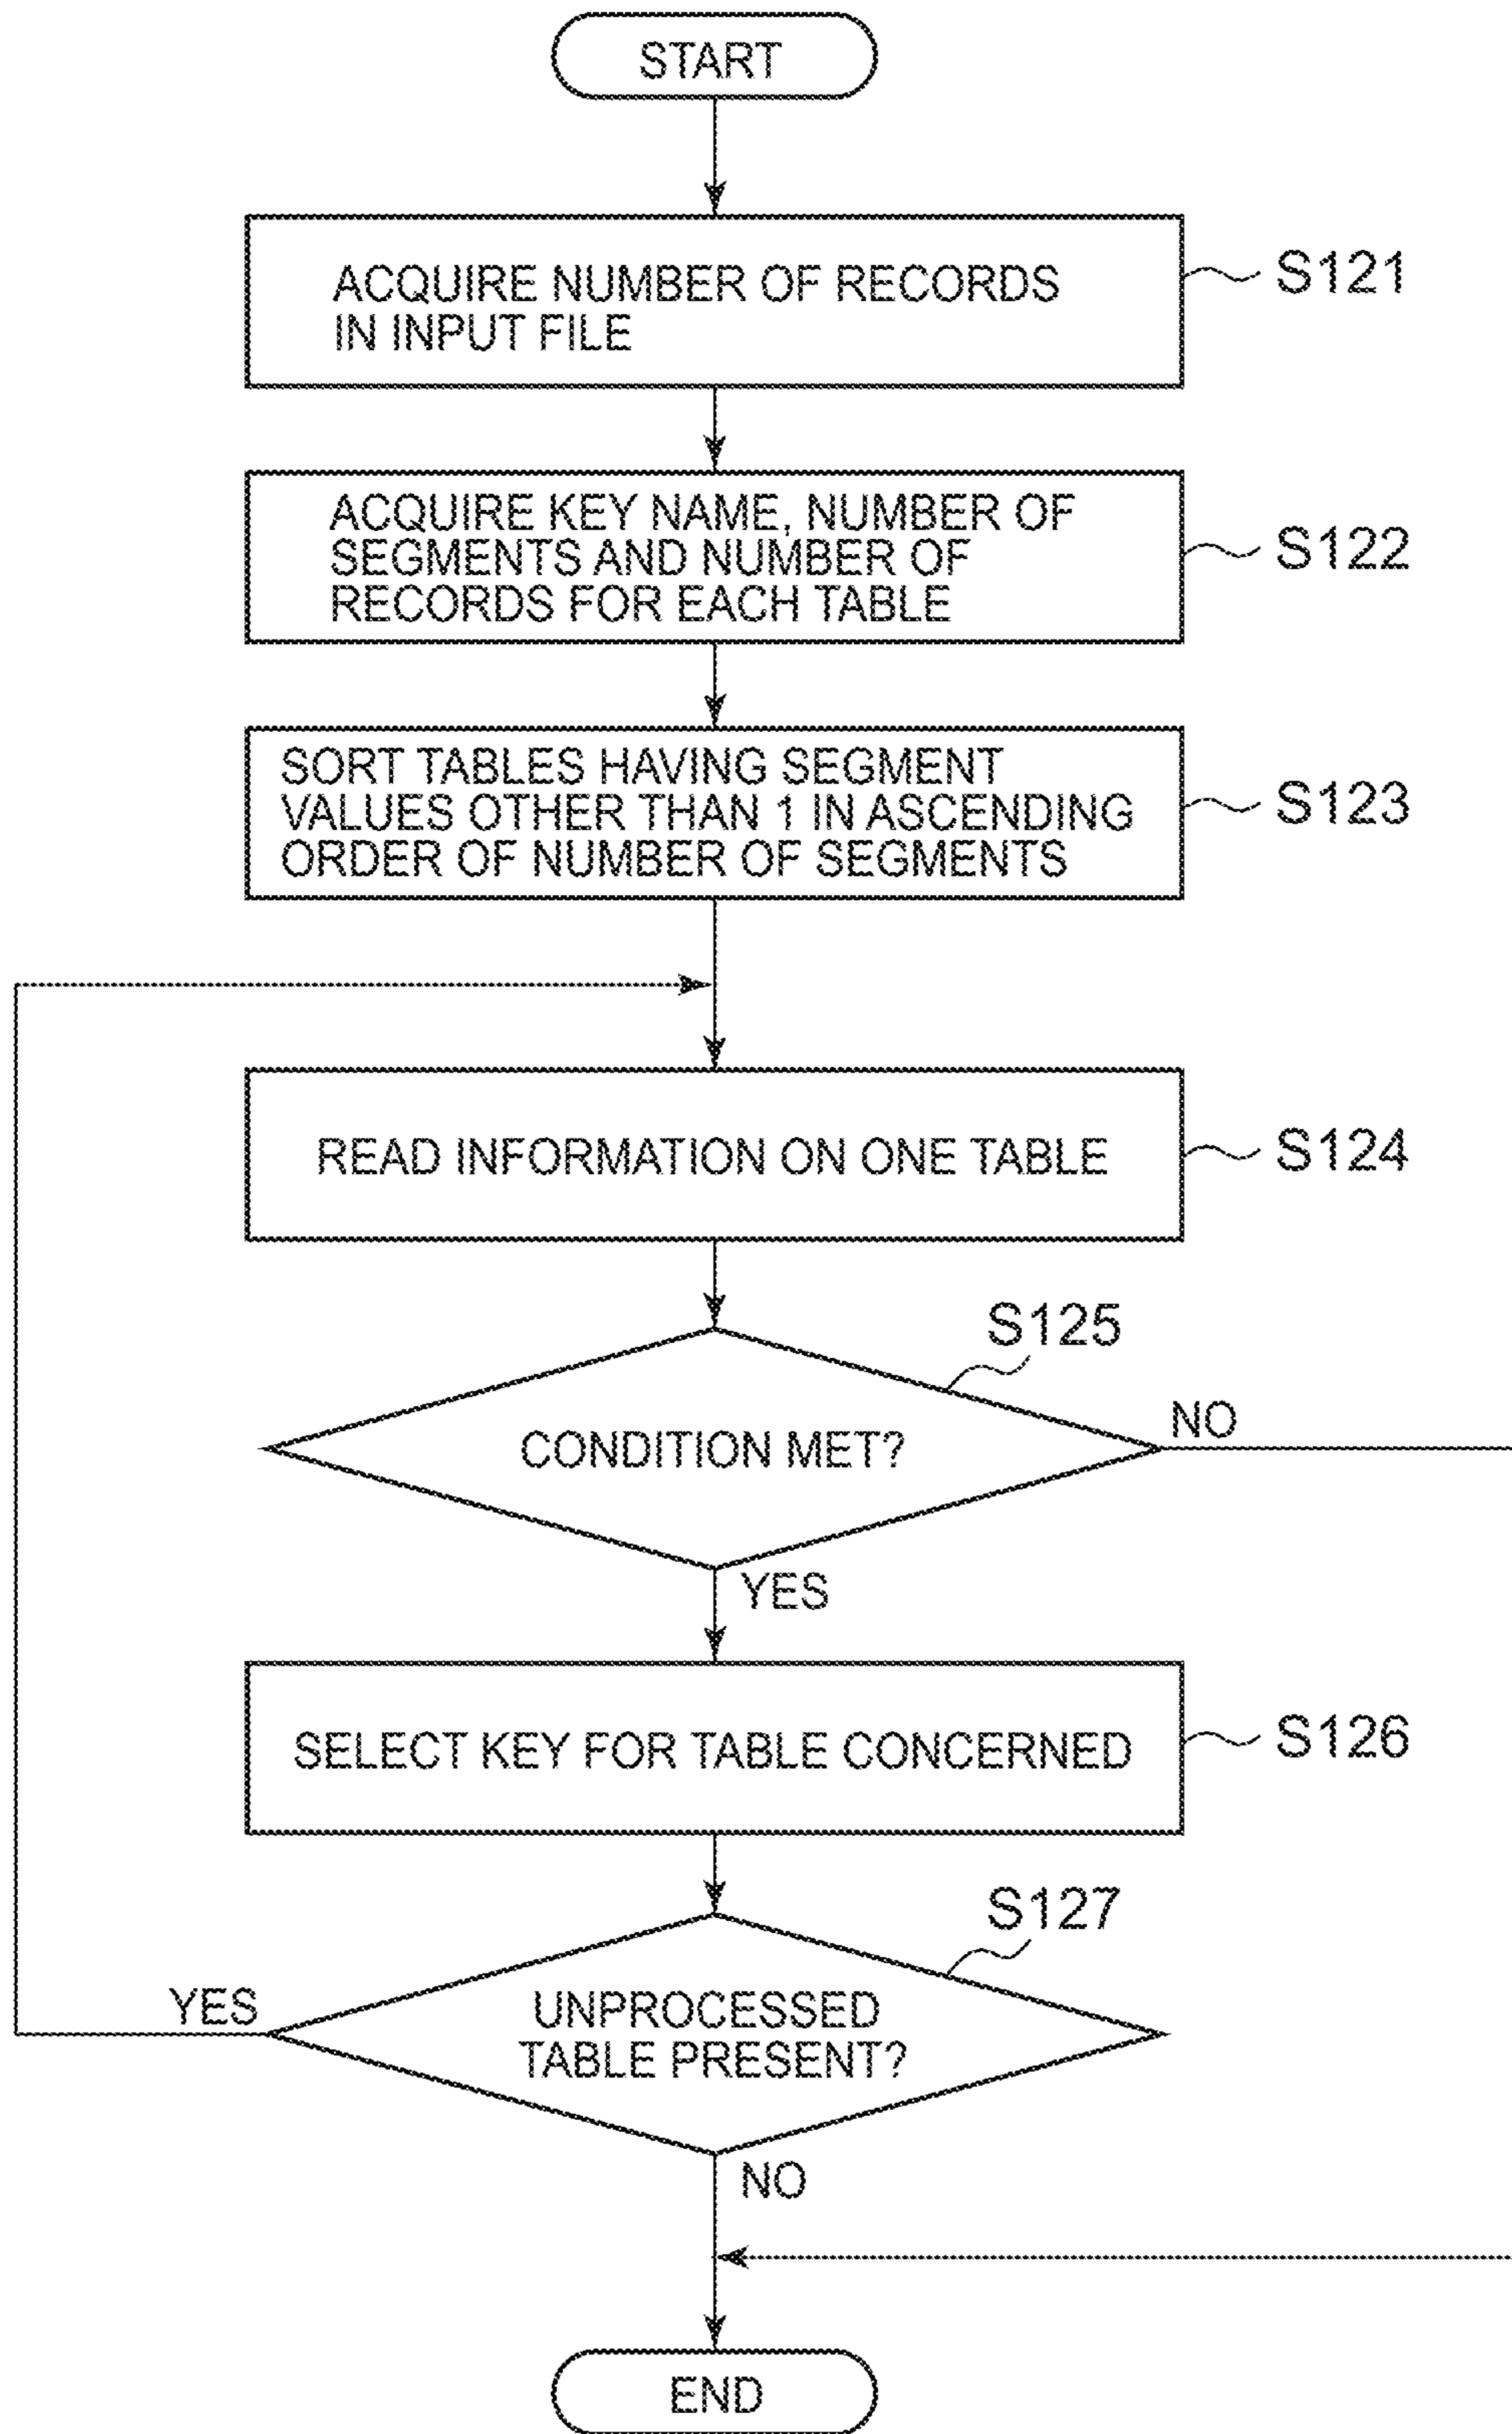 START
ACQUIRE NUMBER OF RECORDS
IN INPUT FILE
S121
ACQUIRE KEY NAME, NUMBER OF
SEGMENTS AND NUMBER OF
RECORDS FOR EACH TABLE
S122
SORT TABLES HAVING SEGMENT
VALUES OTHER THAN 1 IN ASCENDING
ORDER OF NUMBER OF SEGMENTS
S123
READ INFORMATION ON ONE TABLE
S124
S125
CONDITION MET?
NO
YES
SELECT KEY FOR TABLE CONCERNED
S126
S127
UNPROCESSED
TABLE PRESENT?
YES
NO
END